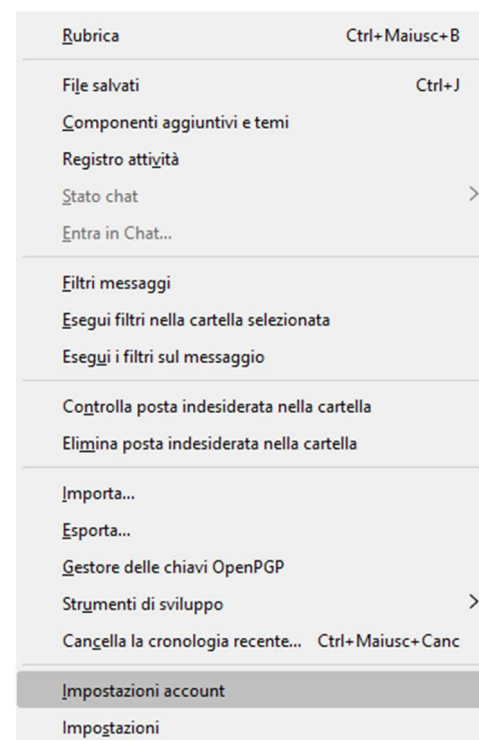 Rubrica Ctrl+Maiusc+B
File salvati Ctrl+J
Componenti aggiuntivi e temi
Registro attività
Stato chat
Entra in Chat...
Filtri messaggi
Esegui filtri nella cartella selezionata
Esegui i filtri sul messaggio
Controlla posta indesiderata nella cartella
Elimina posta indesiderata nella cartella
Importa...
Esporta...
Gestore delle chiavi OpenPGP
Strumenti di sviluppo
Cancella la cronologia recente... Ctrl+Maiusc+Canc
Impostazioni account
Impostazioni